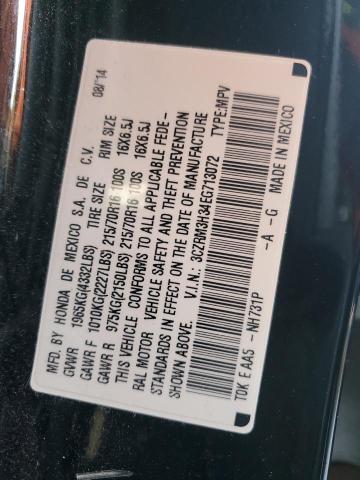 MFD. BY HONDA DE MEXICO S.A. DE C.V. 08/14
GVWR 1965KG(4332LBS) TIRE SIZE RIM SIZE
GAWR F 1010KG(2227LBS) 215/70R16 100S 16X6.5J
GAWR R 975KG(2150LBS) 215/70R16 100S 16X6.5J
THIS VEHICLE CONFORMS TO ALL APPLICABLE FEDE-
RAL MOTOR VEHICLE SAFETY AND THEFT PREVENTION
STANDARDS IN EFFECT ON THE DATE OF MANUFACTURE
SHOWN ABOVE. V.I.N.: 3CZRM3H34EG713072 TYPE:MPV
TDK E AA5 -NH731P -A -G MADE IN MEXICO